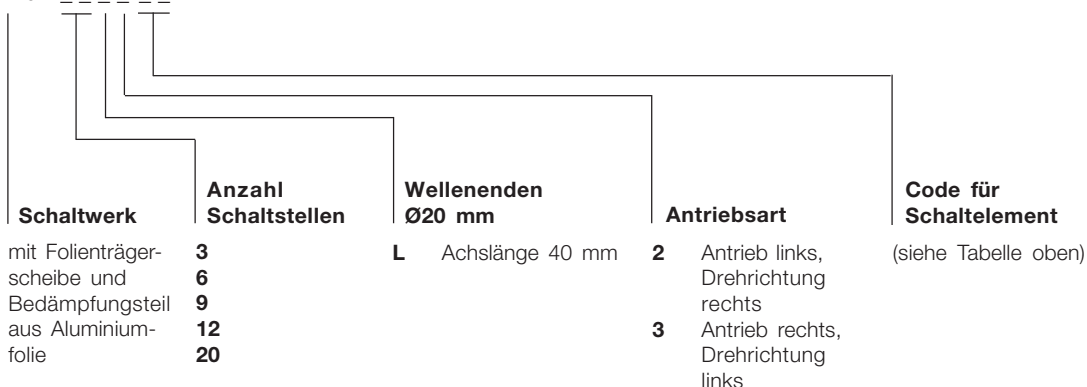 Schaltwerk
mit Folienträger-
scheibe und
Bedämpfungsteil
aus Aluminium-
folie
Anzahl
Schaltstellen
3
6
9
12
20
Wellenenden
Ø20 mm
L Achslänge 40 mm
Antriebsart
2 Antrieb links,
Drehrichtung
rechts
3 Antrieb rechts,
Drehrichtung
links
Code für
Schaltelement
(siehe Tabelle oben)